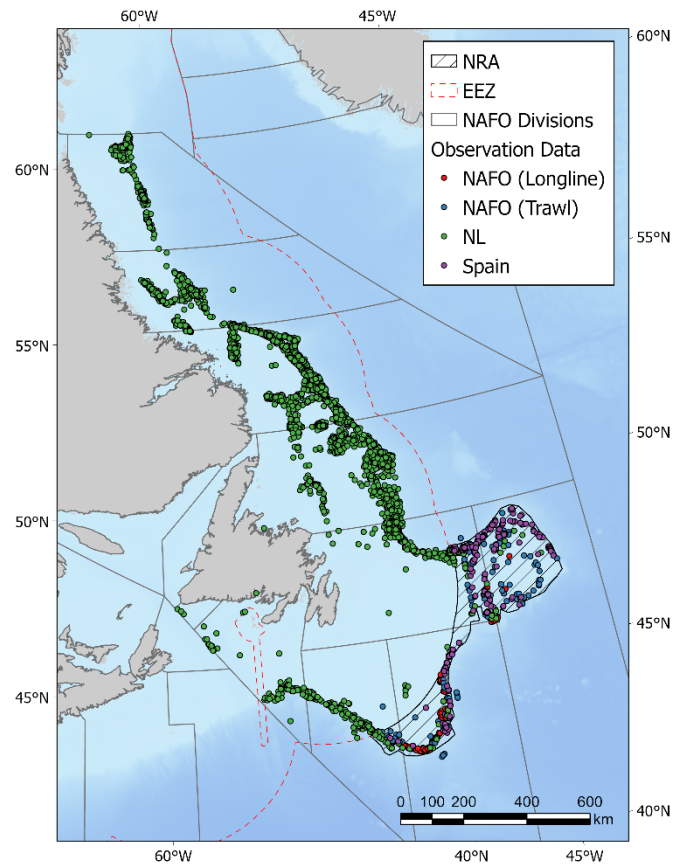 60°W
45°W
60°N
NRA
EEZ
NAFO Divisions
Observation Data
NAFO (Longline)
NAFO (Trawl)
NL
Spain
60°N
55°N
55°N
50°N
50°N
45°N
45°N
40°N
0 100 200 400 600
km
60°W
40°W
45°W